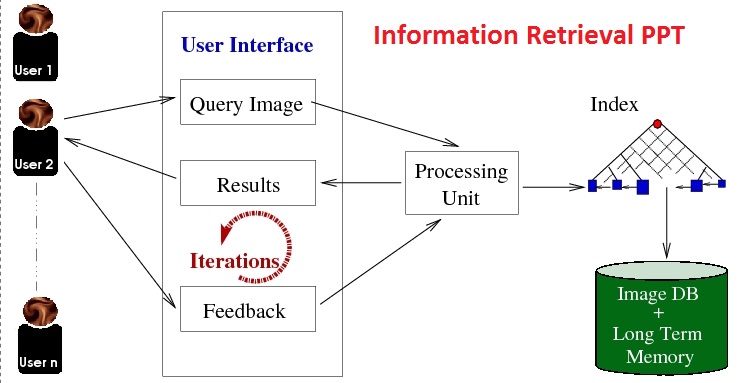 Information Retrieval PPT
User 1
User Interface
Query Image
Index
User 2
Results
Processing
Unit
Iterations
Feedback
Image DB
+
Long Term
Memory
User n